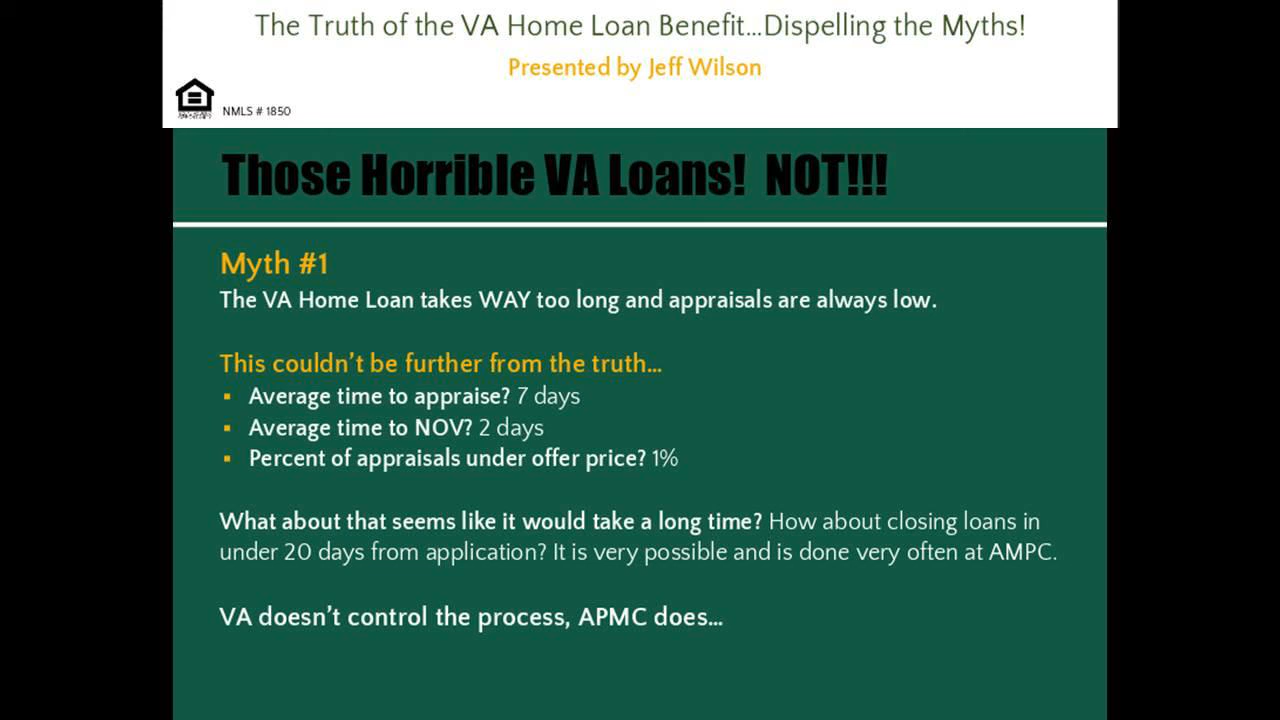 The Truth of the VA Home Loan Benefit...Dispelling the Myths!
Presented by Jeff Wilson
NMLS # 1850
Those Horrible VA Loans! NOT!!!
Myth #1
The VA Home Loan takes WAY too long and appraisals are always low.
This couldn't be further from the truth...
▪ Average time to appraise? 7 days
▪ Average time to NOV? 2 days
▪ Percent of appraisals under offer price? 1%
What about that seems like it would take a long time? How about closing loans in
under 20 days from application? It is very possible and is done very often at AMPC.
VA doesn't control the process, APMC does...